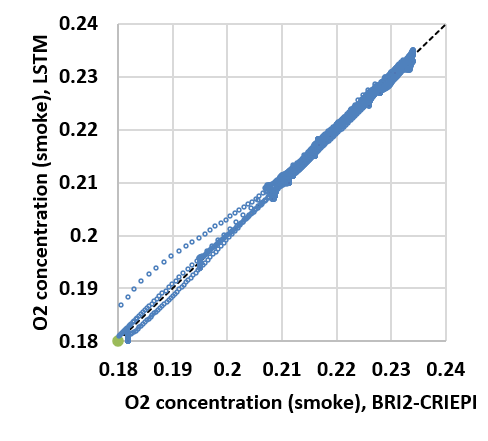 0.24
0.23
0.22
0.21
0.2
0.19
0.18
O2 concentration (smoke), LSTM
0.18 0.19 0.2 0.21 0.22 0.23 0.24
O2 concentration (smoke), BRI2-CRIEPI